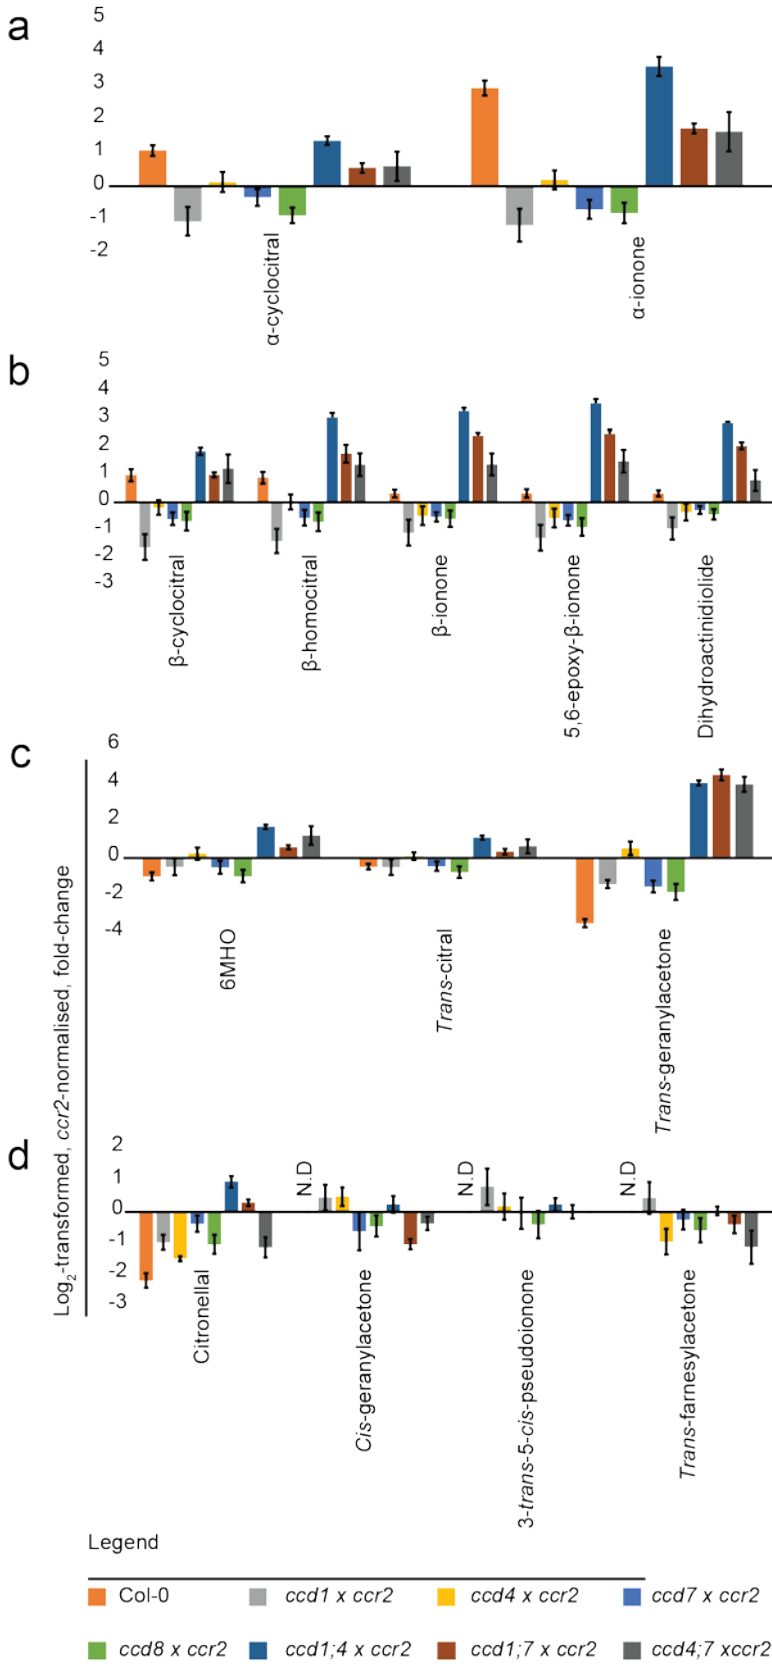 a
5
4
3
2
1
0
-1
-2
α-cyclocitral
α-ionone
b
5
4
3
2
1
0
-1
-2
-3
β-cyclocitral
β-homocitral
β-ionone
5,6-epoxy-β-ionone
Dihydroactinidiolide
Log2-transformed, ccr2-normalised, fold-change
c
6
4
2
0
-2
-4
6MHO
Trans-citral
Trans-geranylacetone
d
2
1
0
-1
-2
-3
N.D
N.D
N.D
Citronellal
Cis-geranylacetone
3-trans-5-cis-pseudoionone
Trans-farnesylacetone
Legend
Col-0 ccd1 x ccr2 ccd4 x ccr2 ccd7 x ccr2
ccd8 x ccr2 ccd1;4 x ccr2 ccd1;7 x ccr2 ccd4;7 xccr2